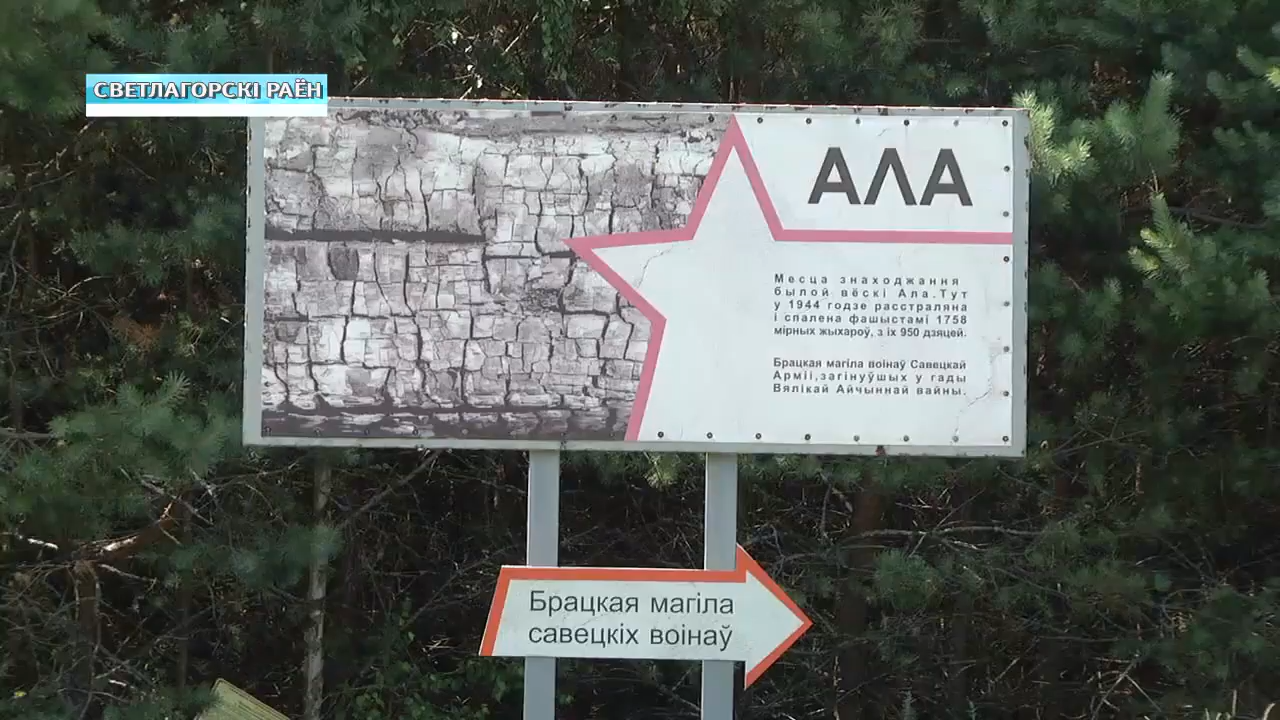 СВЕТЛАГОРСКІ РАЁН
АЛА
Месца знаходжання
былой вёскі Ала. Тут
у 1944 годзе расстраляна
і спалена фашыстамі 1758
мірных жыхароў, з іх 950 дзяцей.
Брацкая магіла воінаў Савецкай
Арміі, загінуўшых у гады
Вялікай Айчыннай вайны.
Брацкая магіла
савецкіх воінаў